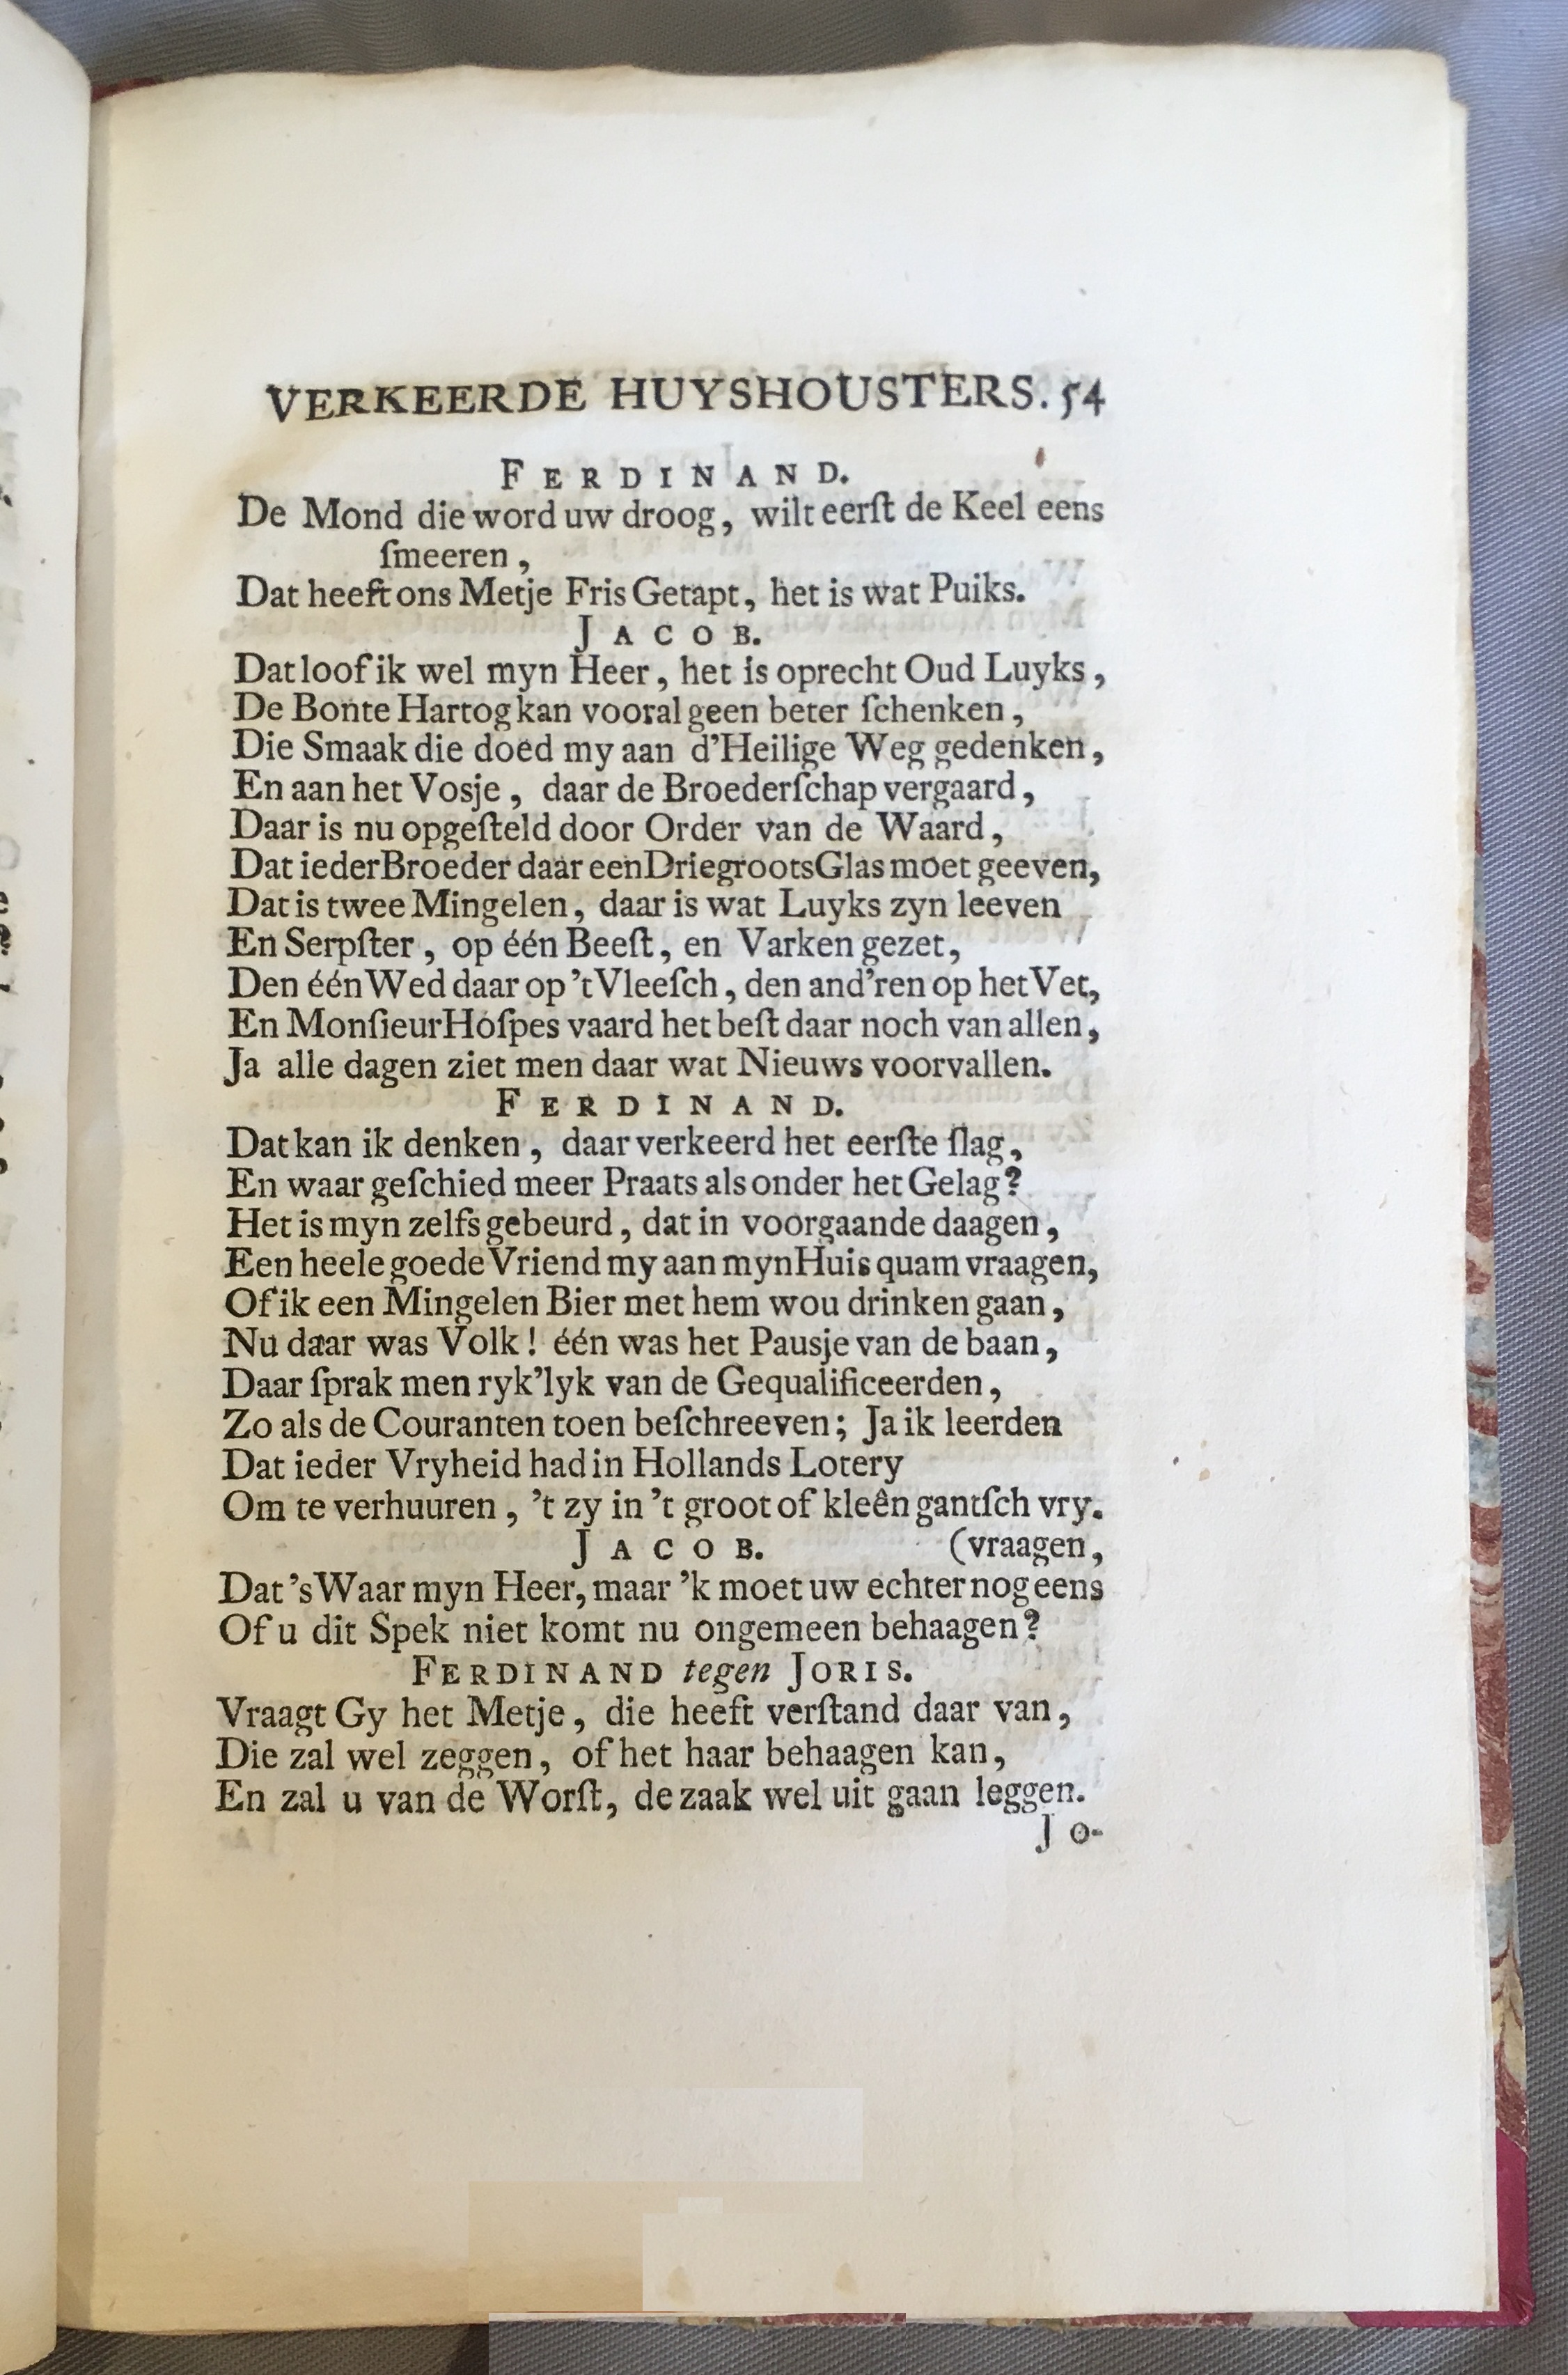 VERKEERDE HUYSHOUSTERS. 54
FERDINAND.
De Mond die word uw droog, wilt eerſt de Keel eens
ſmeeren,
Dat heeft ons Metje Fris Getapt, het is wat Puiks.
JACOB.
Dat loof ik wel myn Heer, het is oprecht Oud Luyks,
De Bonte Hartog kan vooral geen beter ſchenken,
Die Smaak die doed my aan d'Heilige Weg gedenken,
En aan het Vosje, daar de Broederſchap vergaard,
Daar is nu opgeſteld door Order van de Waard,
Dat ieder Broeder daar een Driegroots Glas moet geeven,
Dat is twee Mingelen, daar is wat Luyks zyn leeven
En Serpſter, op één Beeſt, en Varken gezet,
Den één Wed daar op 't Vleeſch, den and'ren op het Vet,
En Monſieur Hoſpes vaard het beſt daar noch van allen,
Ja alle dagen ziet men daar wat Nieuws voorvallen.
FERDINAND.
Dat kan ik denken, daar verkeerd het eerſte ſlag,
En waar geſchied meer Praats als onder het Gelag?
Het is myn zelfs gebeurd, dat in voorgaande daagen,
Een heele goede Vriend my aan myn Huis quam vraagen,
Of ik een Mingelen Bier met hem wou drinken gaan,
Nu daar was Volk! één was het Pausje van de baan,
Daar ſprak men ryk'lyk van de Gequalificeerden,
Zo als de Couranten toen beſchreeven; Ja ik leerden
Dat ieder Vryheid had in Hollands Lotery
Om te verhuuren, 't zy in 't groot of kleên gantſch vry.
JACOB. (vraagen,
Dat 's Waar myn Heer, maar 'k moet uw echter nog eens
Of u dit Spek niet komt nu ongemeen behaagen?
FERDINAND tegen JORIS.
Vraagt Gy het Metje, die heeft verſtand daar van,
Die zal wel zeggen, of het haar behaagen kan,
En zal u van de Worſt, de zaak wel uit gaan leggen.
Jo-